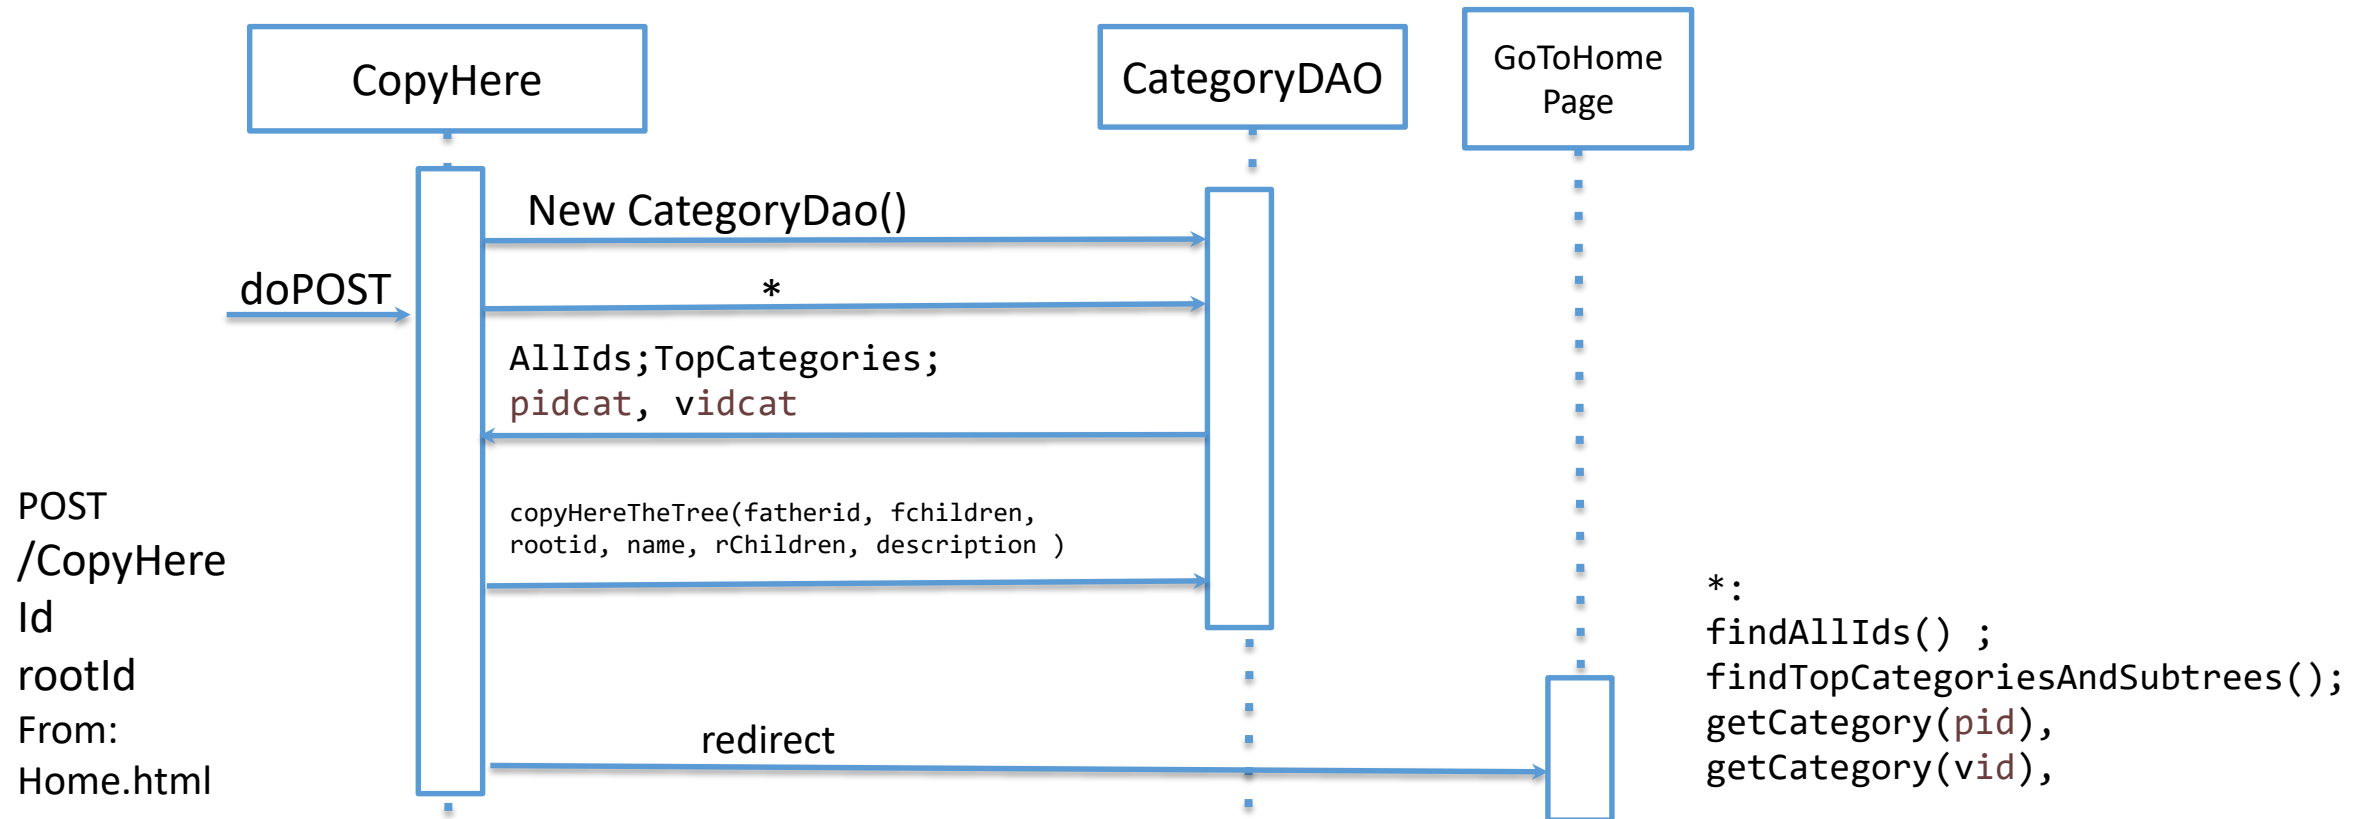 CopyHere
CategoryDAO
GoToHome
Page
New CategoryDao()
doPOST
*
AllIds;TopCategories;
pidcat, vidcat
POST
/CopyHere
Id
rootId
From:
Home.html
copyHereTheTree(fatherid, fchildren,
rootid, name, rChildren, description )
redirect
*:
findAllIds() ;
findTopCategoriesAndSubtrees();
getCategory(pid),
getCategory(vid),